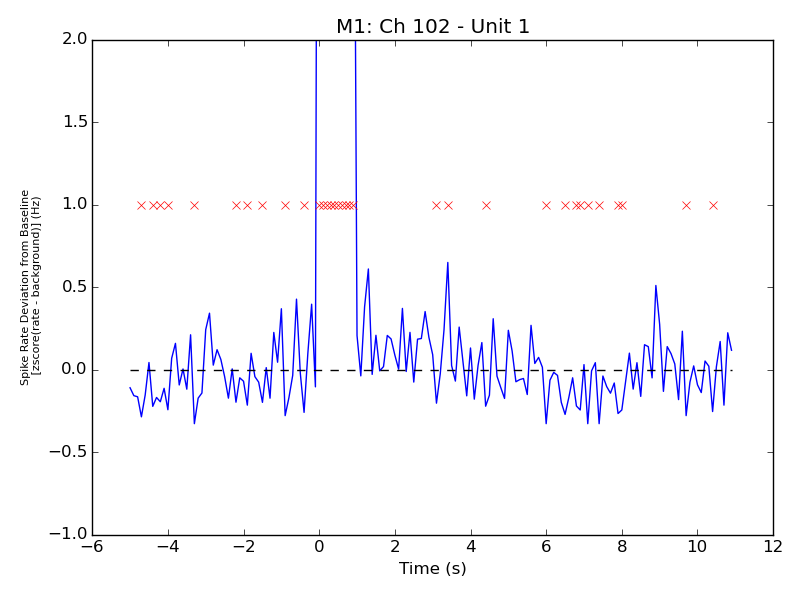 M1: Ch 102 - Unit 1
2.0
1.5
1.0
0.5
0.0
−0.5
−1.0
Spike Rate Deviation from Baseline
[zscore(rate - background)] (Hz)
−6 −4 −2 0 2 4 6 8 10 12
Time (s)